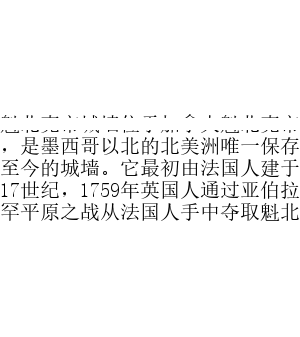 ，是墨西哥以北的北美洲唯一保存
至今的城墙。它最初由法国人建于
17世纪，1759年英国人通过亚伯拉
罕平原之战从法国人手中夺取魁北